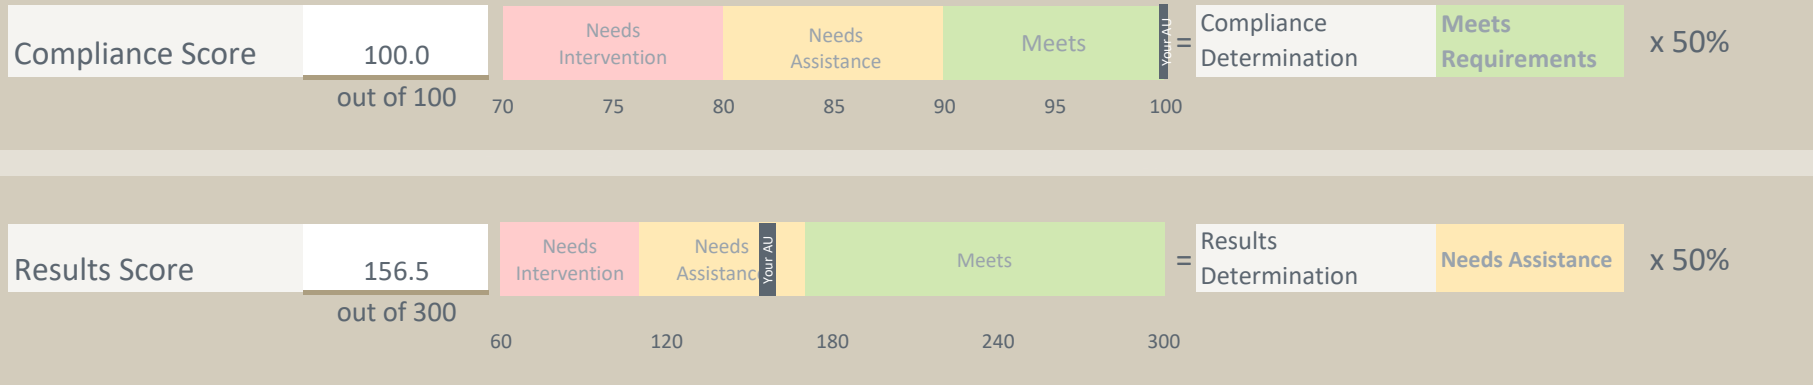 Compliance Score
100.0
out of 100
Needs
Intervention
Needs
Assistance
Meets
Your AU
70 75 80 85 90 95 100
=
Compliance
Determination
Meets
Requirements
x 50%
Results Score
156.5
out of 300
Needs
Intervention
Needs
Assistance
Your AU
Meets
60 120 180 240 300
=
Results
Determination
Needs Assistance
x 50%